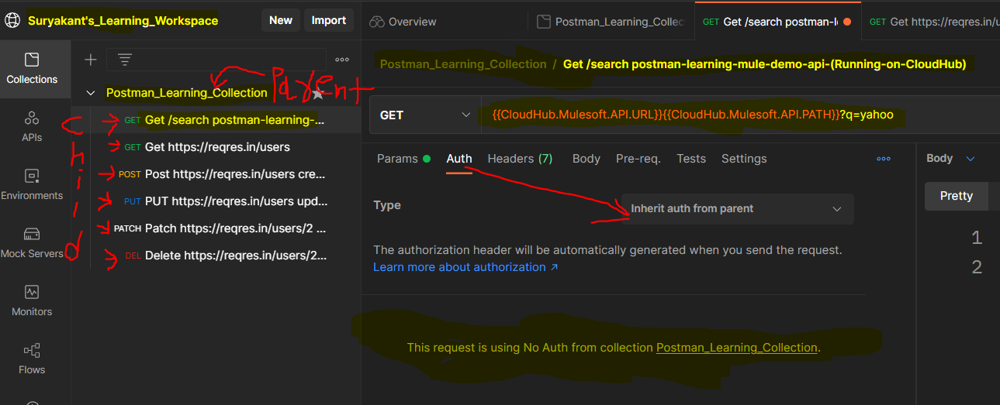 Suryakant's_Learning_Workspace
New
Import
Overview
Postman_Learning_Collec
GET Get /search postman-l
GET Get https://reqres.in/u
Collections
APIs
Environments
Mock Servers
Monitors
Flows
Parent
Postman_Learning_Collection
Child
GET Get /search postman-learning-...
GET Get https://reqres.in/users
POST Post https://reqres.in/users cre...
PUT PUT https://reqres.in/users upd...
PATCH Patch https://reqres.in/users/2 ...
DEL Delete https://reqres.in/users/2...
Postman_Learning_Collection / Get /search postman-learning-mule-demo-api-(Running-on-CloudHub)
GET
{{CloudHub.Mulesoft.API.URL}}{{CloudHub.Mulesoft.API.PATH}}?q=yahoo
Params Auth Headers (7) Body Pre-req. Tests Settings
Type
Inherit auth from parent
The authorization header will be automatically generated when you send the request.
Learn more about authorization ↗
This request is using No Auth from collection Postman_Learning_Collection.
Body
Pretty
1
2